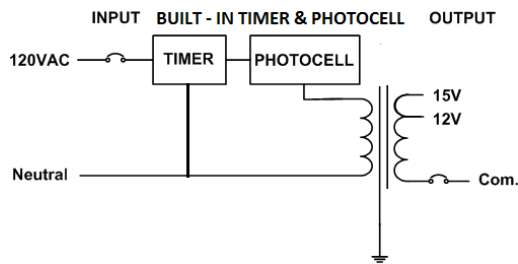 INPUT BUILT - IN TIMER & PHOTOCELL OUTPUT
120VAC TIMER PHOTOCELL
15V
12V
Neutral Com.